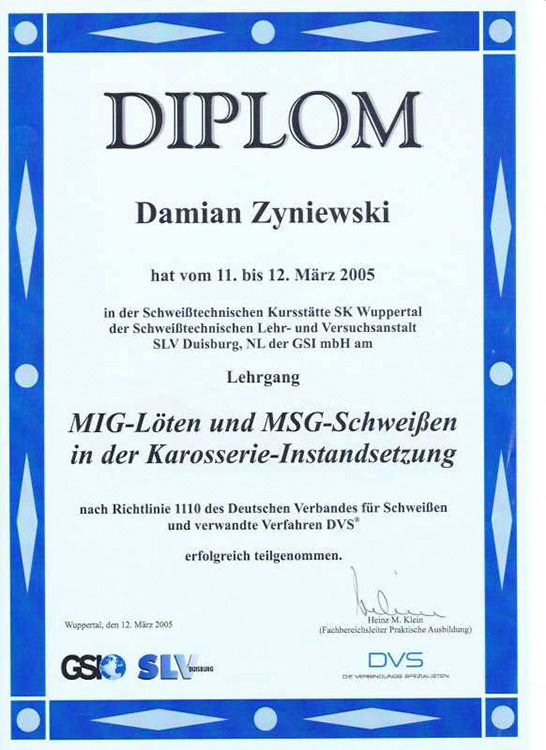 DIPLOM
Damian Zyniewski
hat vom 11. bis 12. März 2005
in der Schweißtechnischen Kursstätte SK Wuppertal
der Schweißtechnischen Lehr- und Versuchsanstalt
SLV Duisburg, NL der GSI mbH am
Lehrgang
MIG-Löten und MSG-Schweißen
in der Karosserie-Instandsetzung
nach Richtlinie 1110 des Deutschen Verbandes für Schweißen
und verwandte Verfahren DVS®
erfolgreich teilgenommen.
Wuppertal, den 12. März 2005
Heinz M. Klein
(Fachbereichsleiter Praktische Ausbildung)
GSI SLV DUISBURG
DVS
DIE VERBINDUNGS SPEZIALISTEN